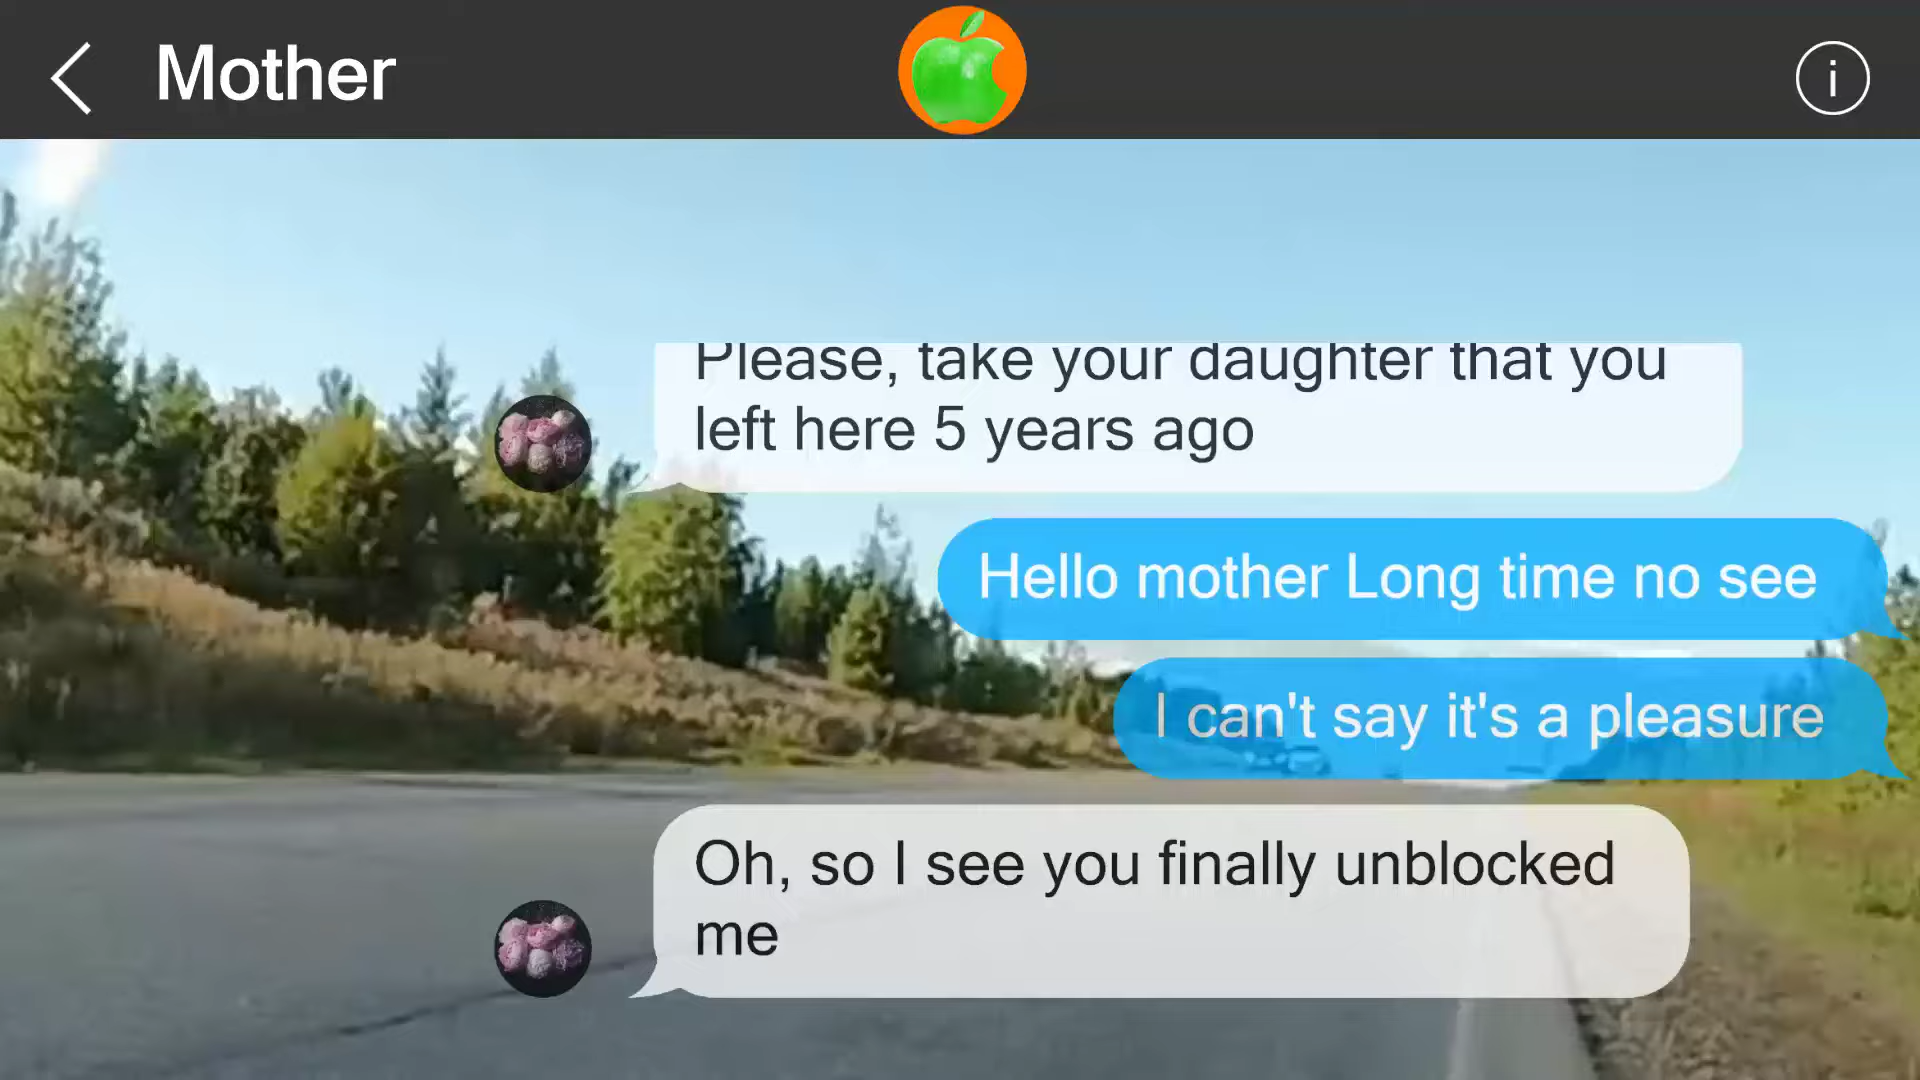 Mother
i
Please, take your daughter that you
left here 5 years ago
Hello mother Long time no see
I can't say it's a pleasure
Oh, so I see you finally unblocked
me